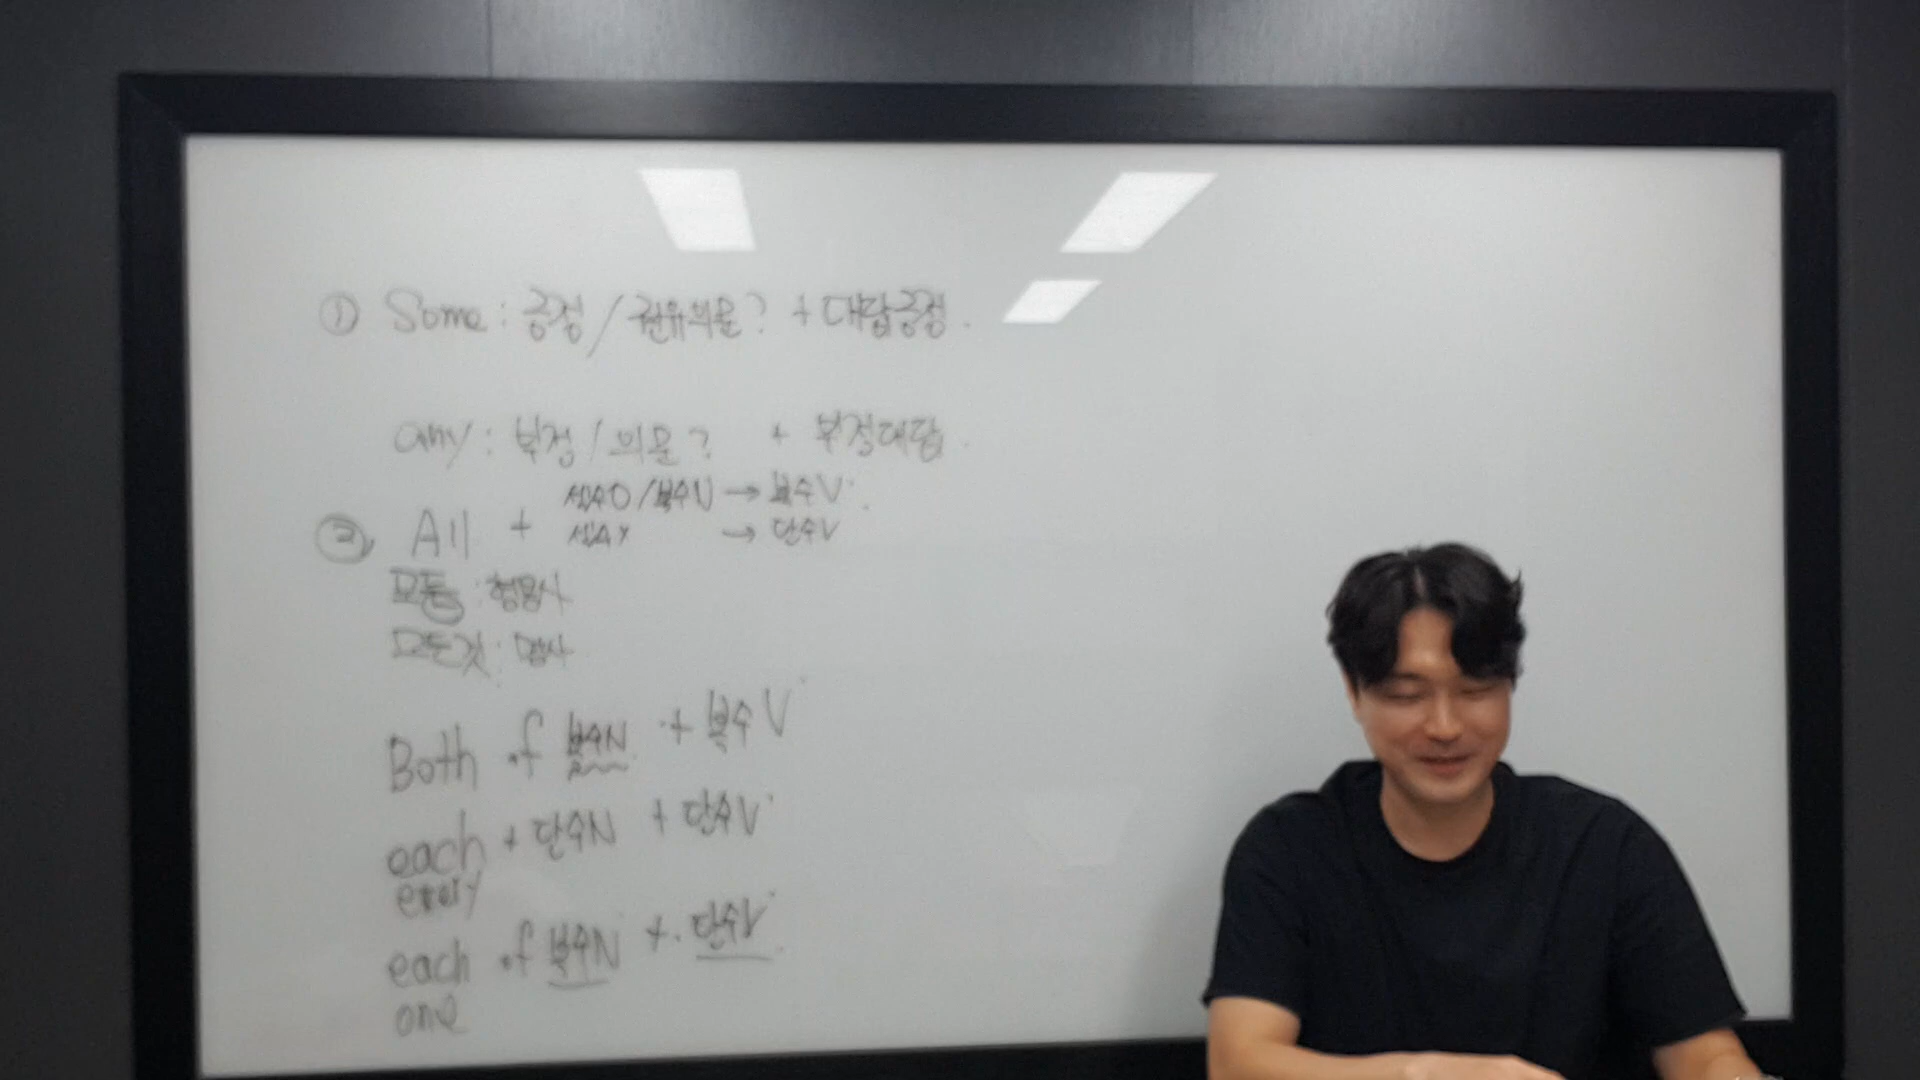 ① Some : 긍정 / 권유의문? + 대답긍정.
any : 부정 / 의문? + 부정대답.
② All + 셀수O / 복수N → 복수V
셀수X → 단수V
모든 : 형용사
모든것 : 명사
Both of 복수N + 복수V
each + 단수N + 단수V
every
each of 복수N + 단수V
one